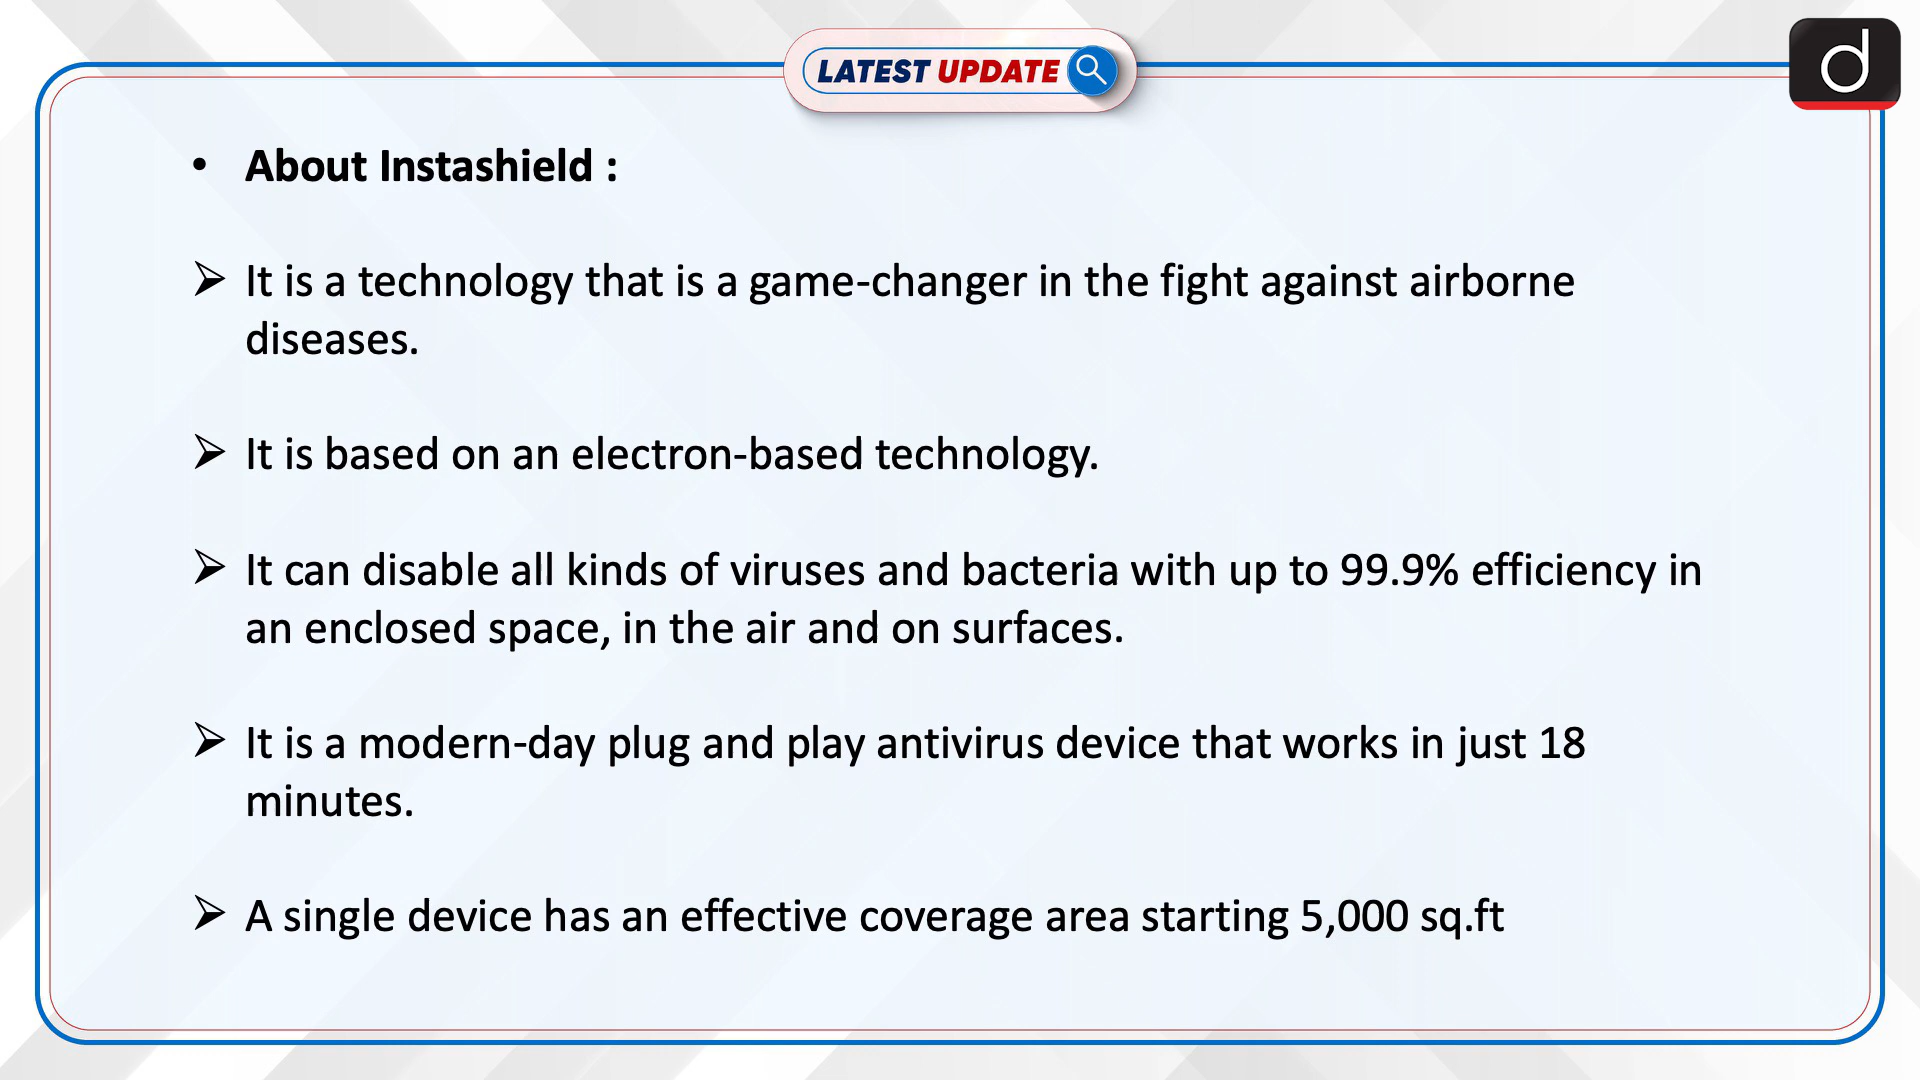 LATEST UPDATE
d
• About Instashield :
➢ It is a technology that is a game-changer in the fight against airborne
diseases.
➢ It is based on an electron-based technology.
➢ It can disable all kinds of viruses and bacteria with up to 99.9% efficiency in
an enclosed space, in the air and on surfaces.
➢ It is a modern-day plug and play antivirus device that works in just 18
minutes.
➢ A single device has an effective coverage area starting 5,000 sq.ft